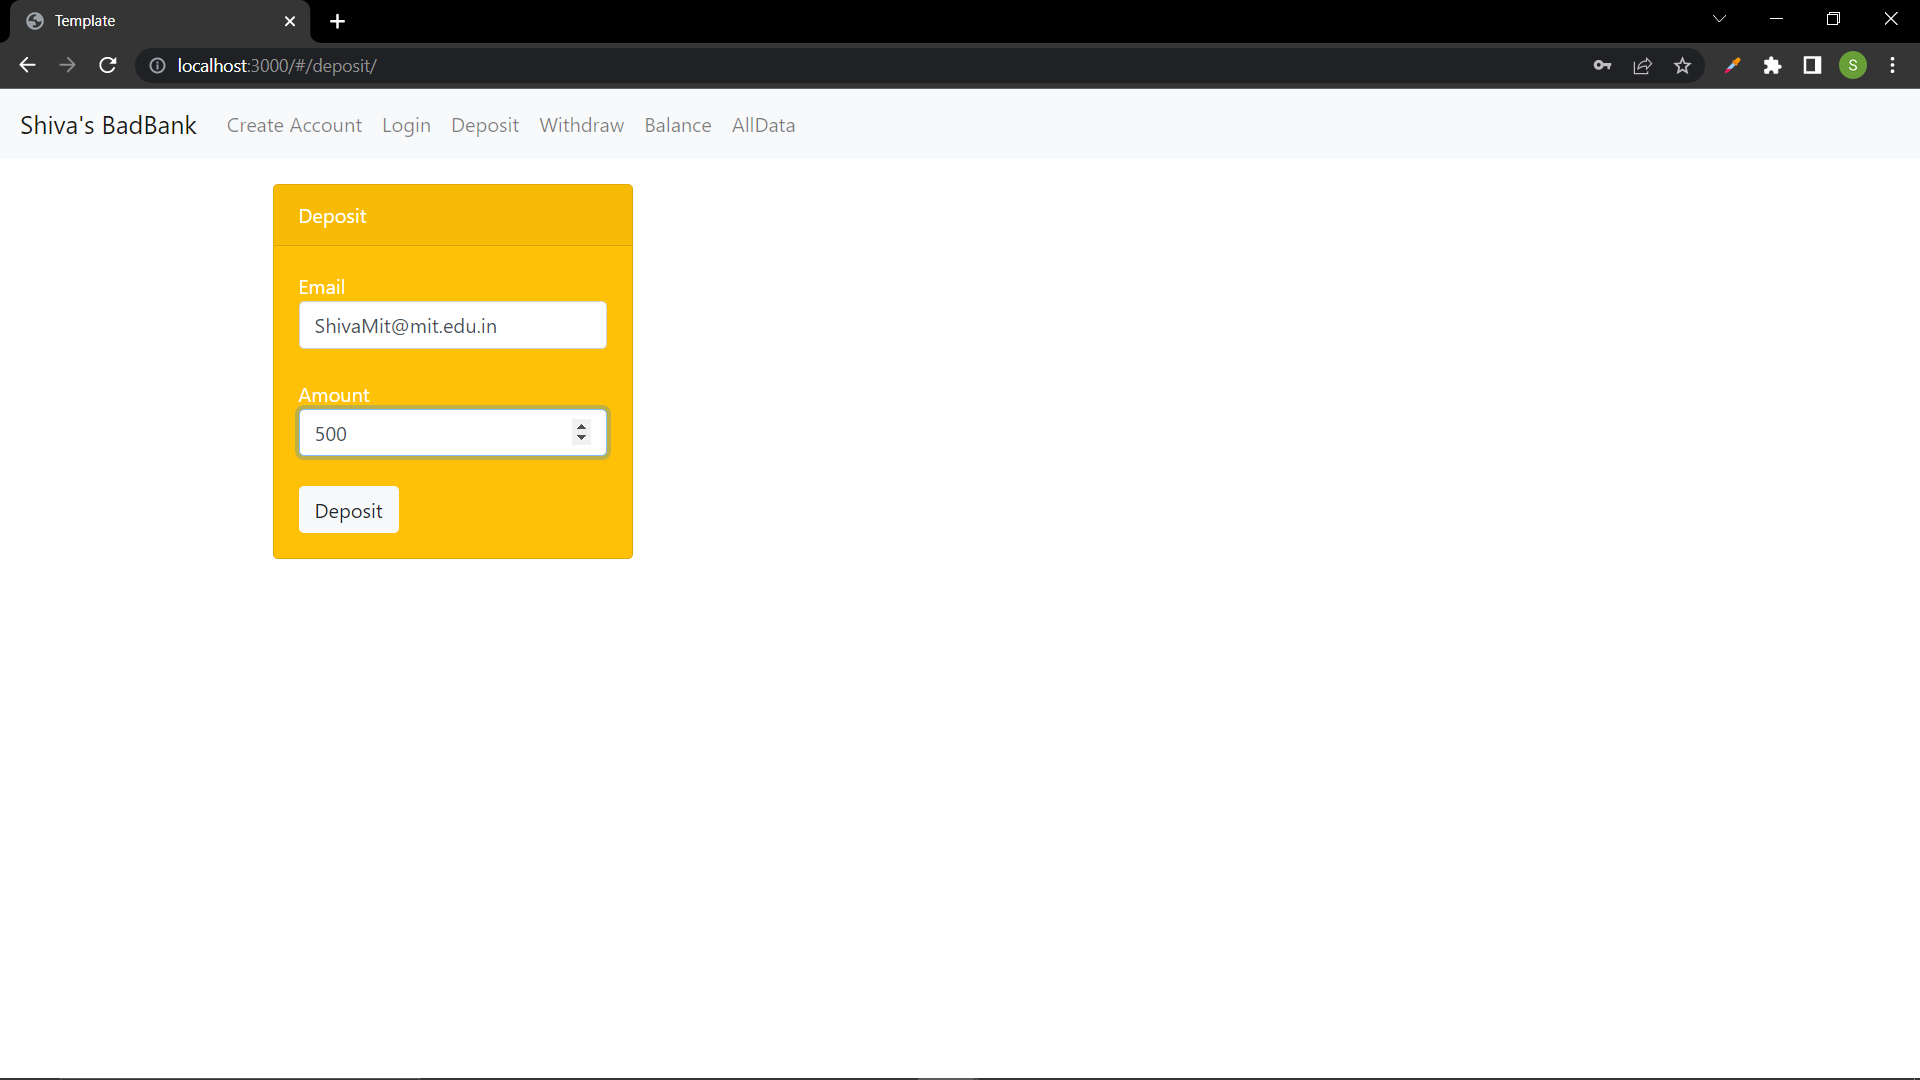 Template
localhost:3000/#/deposit/
S
Shiva's BadBank Create Account Login Deposit Withdraw Balance AllData
Deposit
Email
ShivaMit@mit.edu.in
Amount
500
Deposit